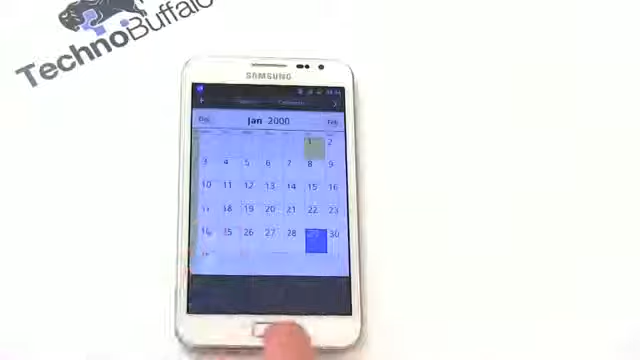 TechnoBuffalo
SAMSUNG
Jan 2000
Feb
1 2
3 4 5 6 7 8 9
10 11 12 13 14 15 16
18 19 20 21 22 23
25 26 27 28 29 30